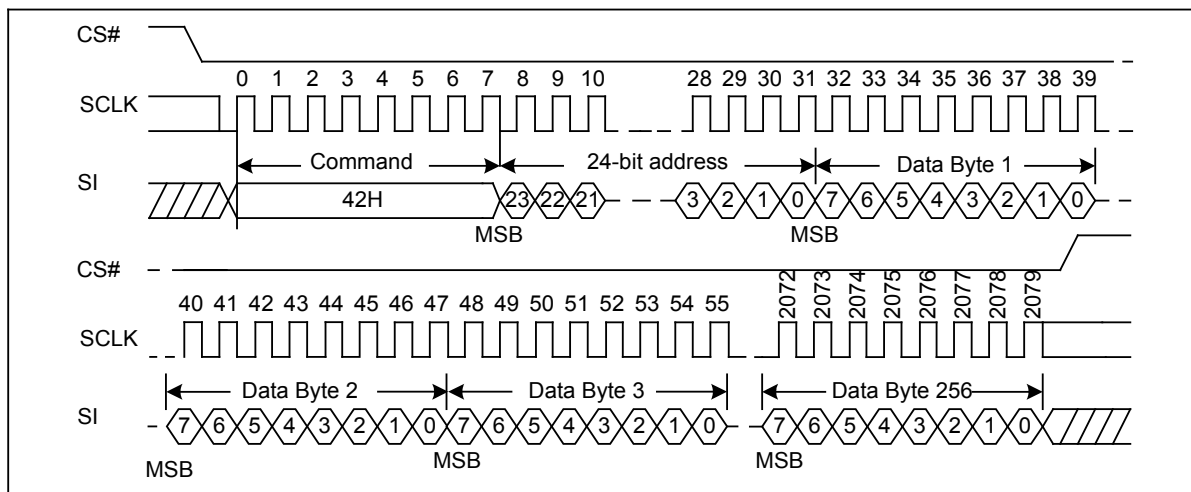 CS#
0 1 2 3 4 5 6 7 8 9 10 28 29 30 31 32 33 34 35 36 37 38 39
SCLK
Command 24-bit address Data Byte 1
SI
42H 23 22 21 3 2 1 0 7 6 5 4 3 2 1 0
MSB MSB
CS#
40 41 42 43 44 45 46 47 48 49 50 51 52 53 54 55 2072 2073 2074 2075 2076 2077 2078 2079
SCLK
Data Byte 2 Data Byte 3 Data Byte 256
SI
7 6 5 4 3 2 1 0 7 6 5 4 3 2 1 0 7 6 5 4 3 2 1 0
MSB MSB MSB